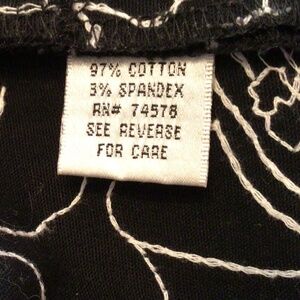 97% COTTON
3% SPANDEX
RN# 74578
SEE REVERSE
FOR CARE